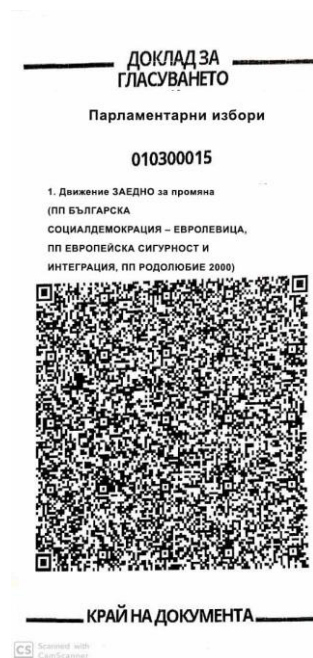 ДОКЛАД ЗА
ГЛАСУВАНЕТО
Парламентарни избори
010300015
1. Движение ЗАЕДНО за промяна
(ПП БЪЛГАРСКА
СОЦИАЛДЕМОКРАЦИЯ – ЕВРОЛЕВИЦА,
ПП ЕВРОПЕЙСКА СИГУРНОСТ И
ИНТЕГРАЦИЯ, ПП РОДОЛЮБИЕ 2000)
КРАЙ НА ДОКУМЕНТА
CS Scanned with
CamScanner